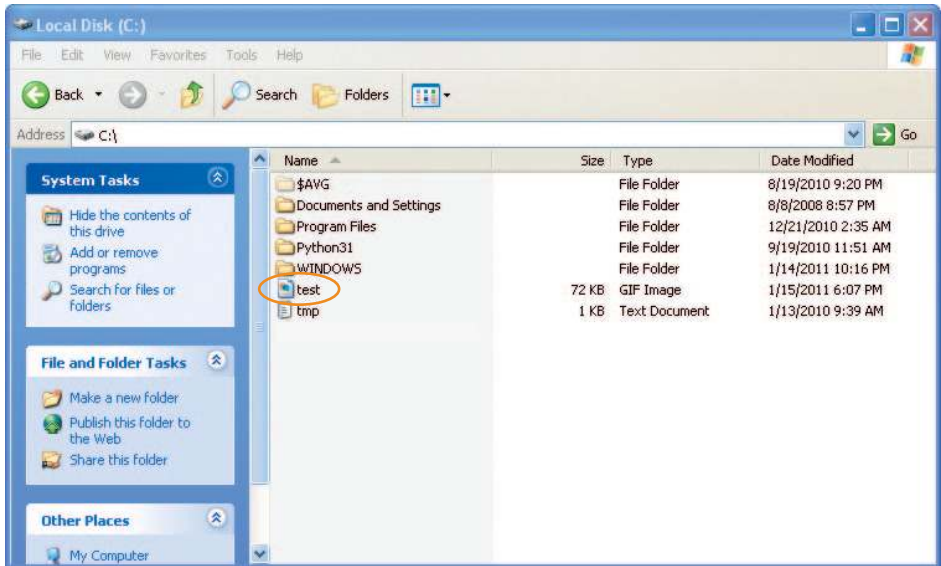 Local Disk (C:)
File Edit View Favorites Tools Help
Back Search Folders
Address C:\ Go
System Tasks
Hide the contents of
this drive
Add or remove
programs
Search for files or
folders
File and Folder Tasks
Make a new folder
Publish this folder to
the Web
Share this folder
Other Places
My Computer
Name Size Type Date Modified
$AVG File Folder 8/19/2010 9:20 PM
Documents and Settings File Folder 8/8/2008 8:57 PM
Program Files File Folder 12/21/2010 2:35 AM
Python31 File Folder 9/19/2010 11:51 AM
WINDOWS File Folder 1/14/2011 10:16 PM
test 72 KB GIF Image 1/15/2011 6:07 PM
tmp 1 KB Text Document 1/13/2010 9:39 AM